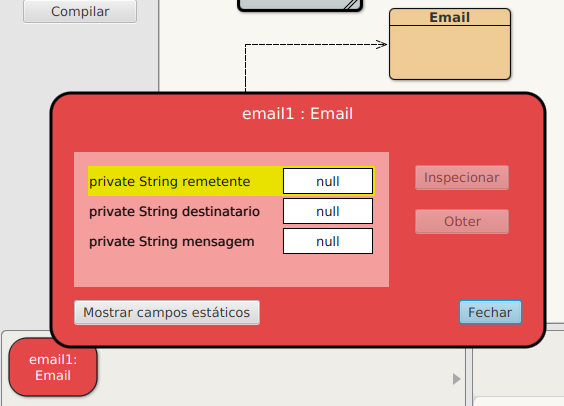 Compilar
Email
email1 : Email
private String remetente
null
private String destinatario
null
private String mensagem
null
Inspecionar
Obter
Mostrar campos estáticos
Fechar
email1:
Email